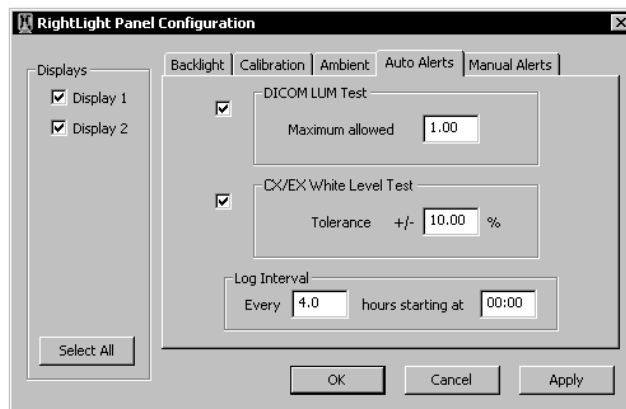 RightLight Panel Configuration
Displays
Display 1
Display 2
Select All
Backlight Calibration Ambient Auto Alerts Manual Alerts
DICOM LUM Test
Maximum allowed 1.00
CX/EX White Level Test
Tolerance +/- 10.00 %
Log Interval
Every 4.0 hours starting at 00:00
OK Cancel Apply